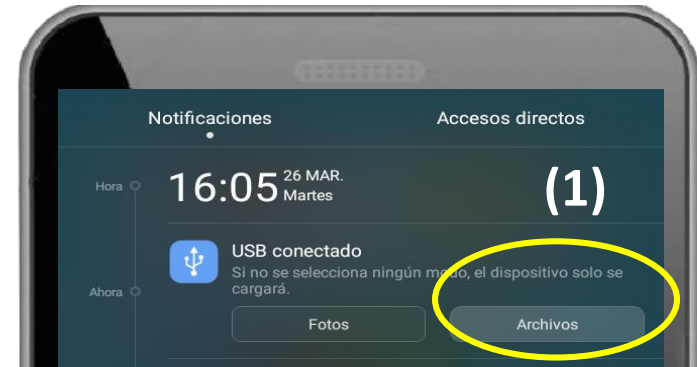 Notificaciones Accesos directos
Hora 16:05 26 MAR.
Martes
(1)
USB conectado
Si no se selecciona ningún modo, el dispositivo solo se
Ahora cargará.
Fotos Archivos